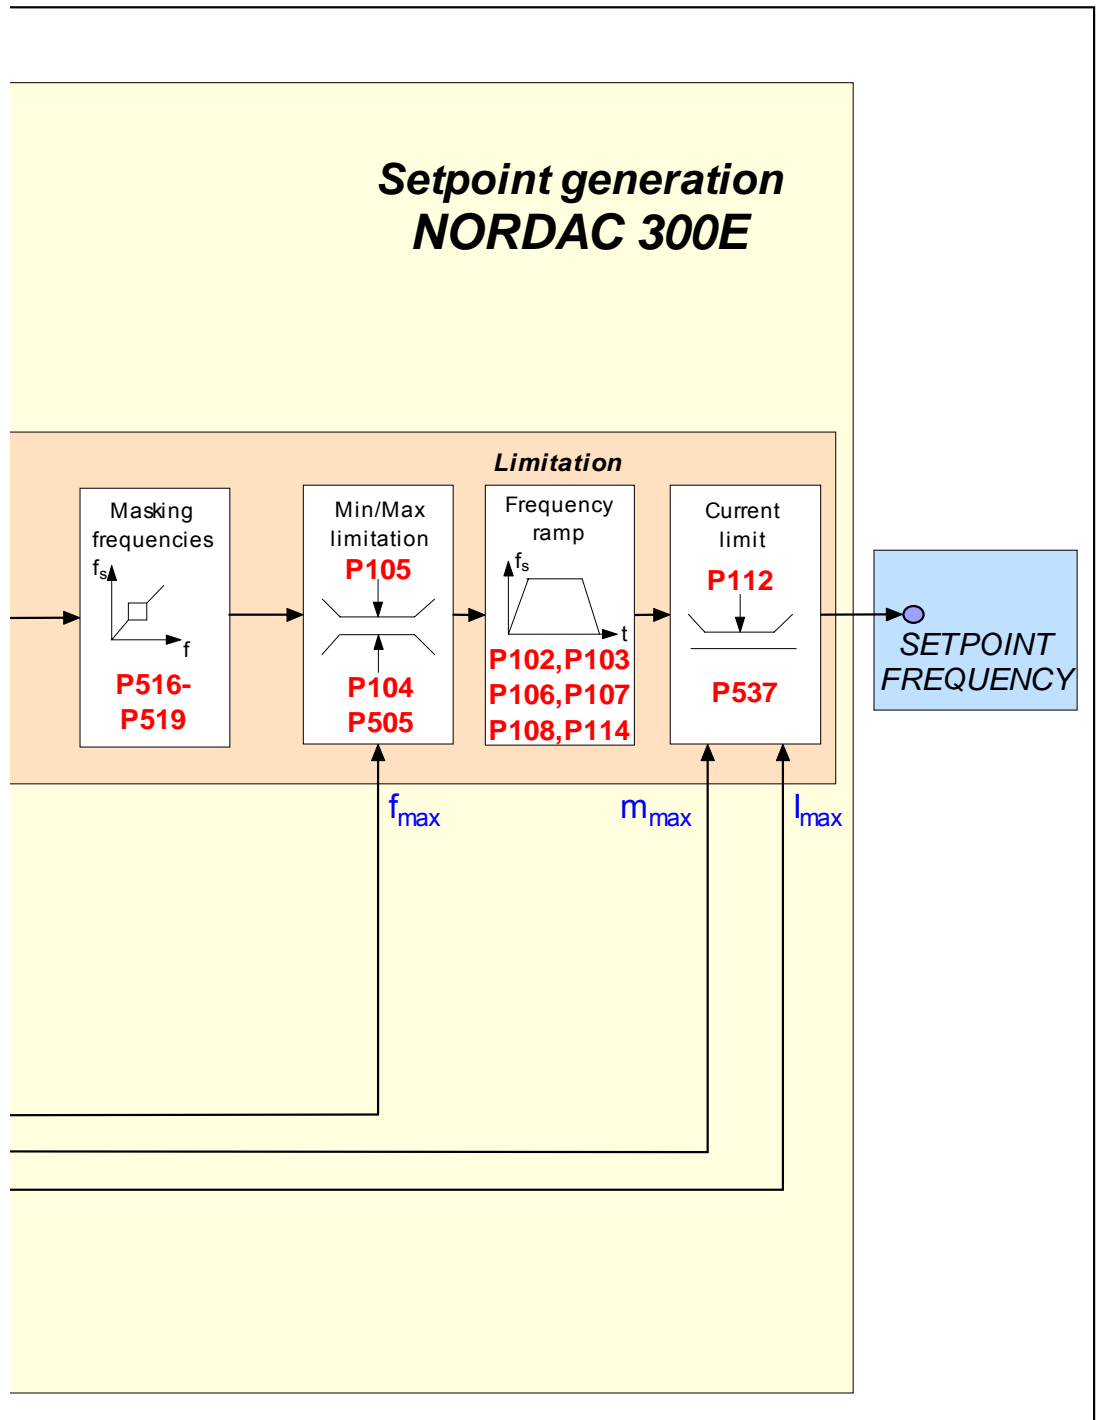 Setpoint generation
NORDAC 300E
Limitation
Masking
frequencies
fs
f
P516-
P519
Min/Max
limitation
P105
P104
P505
Frequency
ramp
fs
t
P102,P103
P106,P107
P108,P114
Current
limit
P112
P537
SETPOINT
FREQUENCY
fmax
mmax
Imax